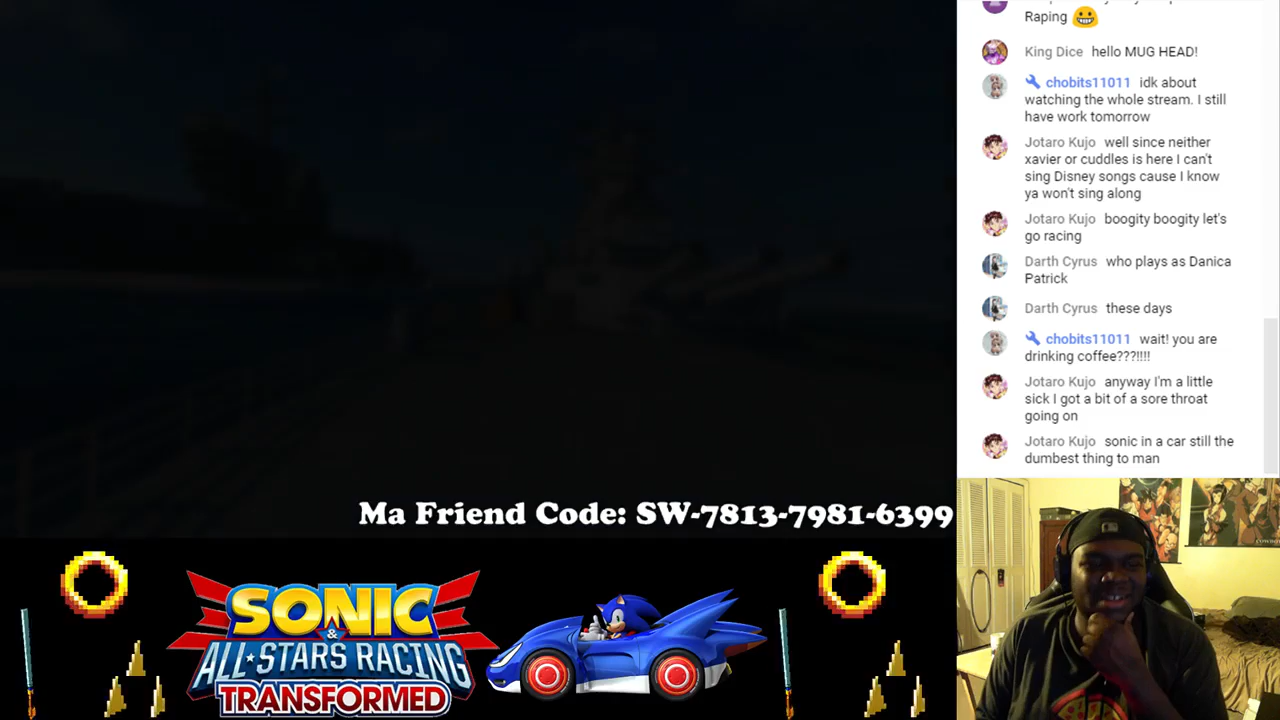 Raping 😀
King Dice hello MUG HEAD!
chobits11011 idk about
watching the whole stream. I still
have work tomorrow
Jotaro Kujo well since neither
xavier or cuddles is here I can't
sing Disney songs cause I know
ya won't sing along
Jotaro Kujo boogity boogity let's
go racing
Darth Cyrus who plays as Danica
Patrick
Darth Cyrus these days
chobits11011 wait! you are
drinking coffee???!!!!
Jotaro Kujo anyway I'm a little
sick I got a bit of a sore throat
going on
Jotaro Kujo sonic in a car still the
dumbest thing to man
Ma Friend Code: SW-7813-7981-6399
SONIC
&
ALL★STARS RACING
TRANSFORMED